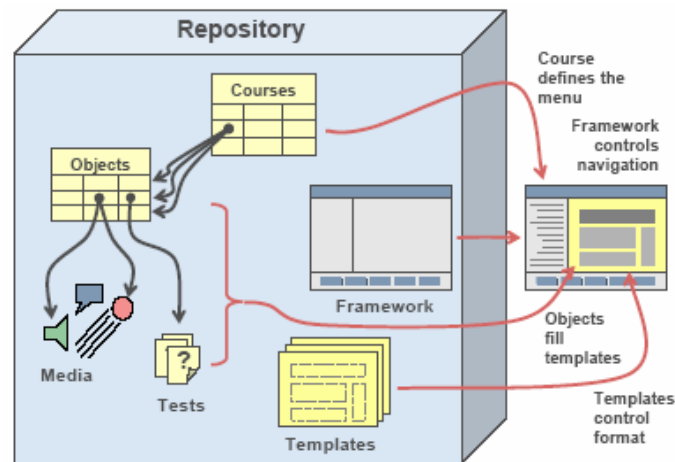 Repository
Courses
Course
defines the
menu
Framework
controls
navigation
Objects
Framework
Objects
fill
templates
Media
?
Tests
Templates
Templates
control
format